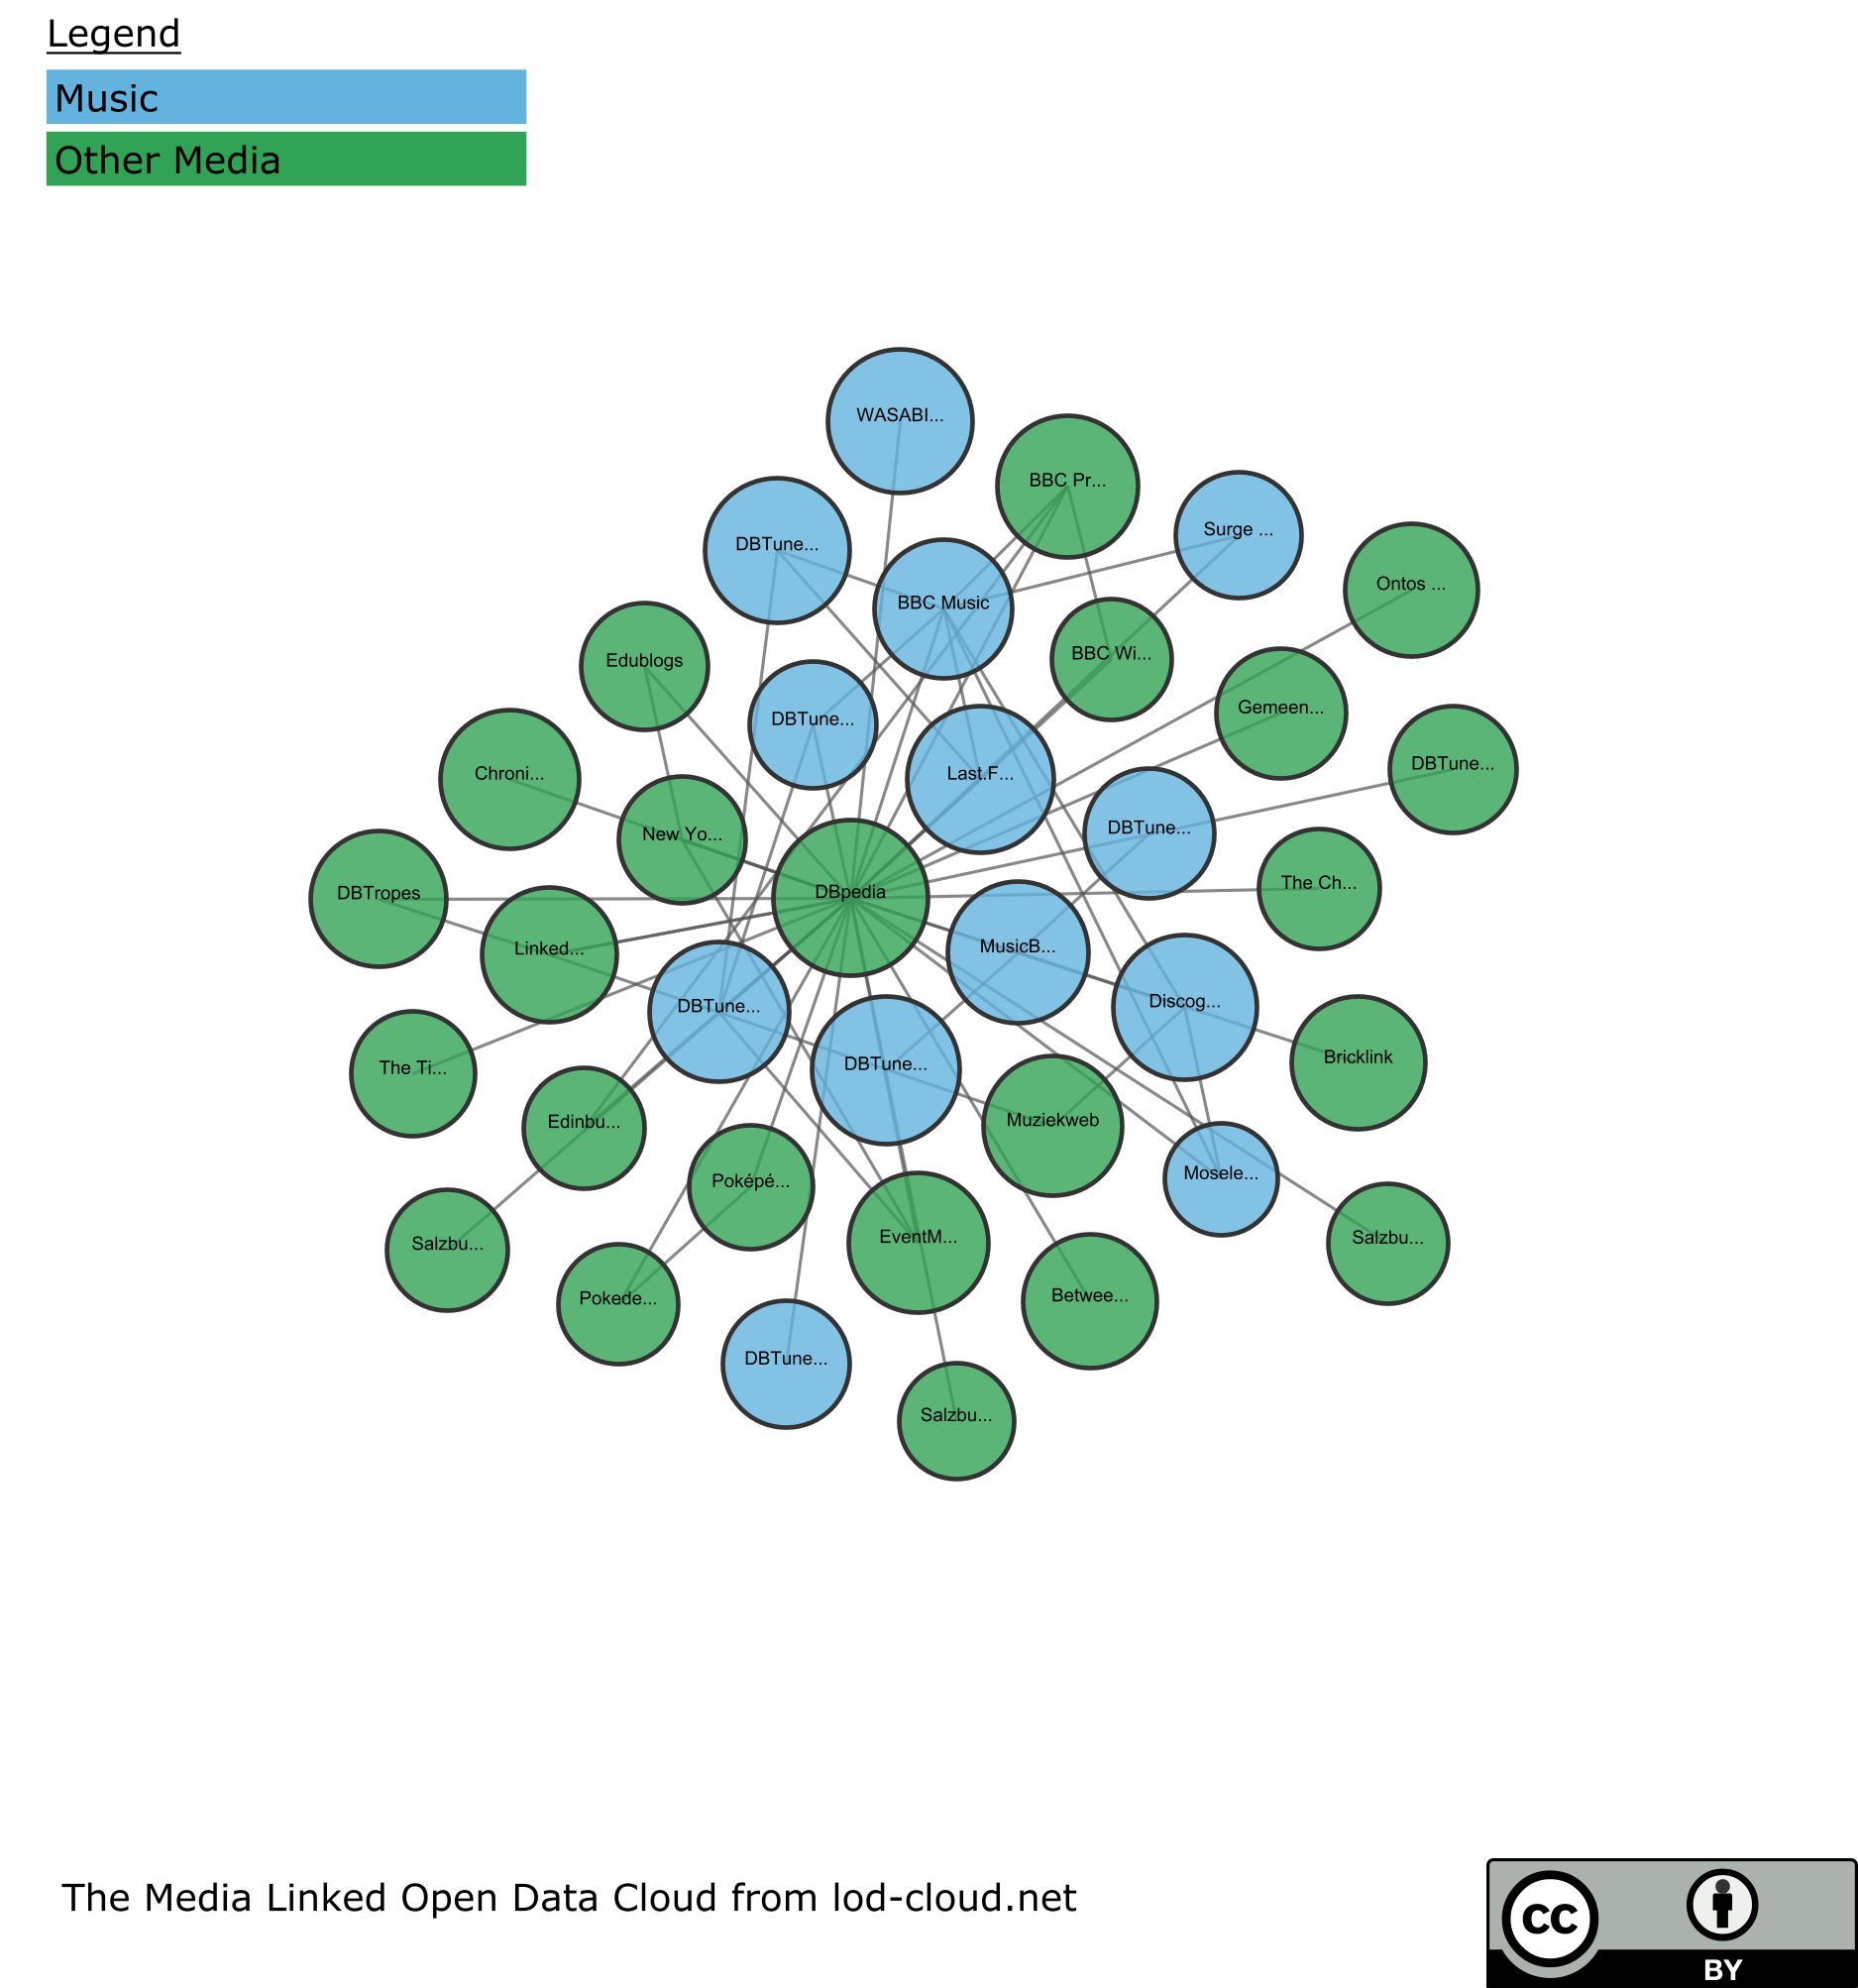 Legend
Music
Other Media
WASABI...
BBC Pr...
Surge ...
DBTune...
Ontos ...
BBC Music
BBC Wi...
Edublogs
Gemeen...
DBTune...
DBTune...
Chroni...
Last.F...
DBTune...
New Yo...
The Ch...
DBpedia
DBTropes
MusicB...
Linked...
Discog...
DBTune...
Bricklink
DBTune...
The Ti...
Muziekweb
Edinbu...
Mosele...
Poképé...
EventM...
Salzbu...
Salzbu...
Betwee...
Pokede...
DBTune...
Salzbu...
The Media Linked Open Data Cloud from lod-cloud.net
cc
BY